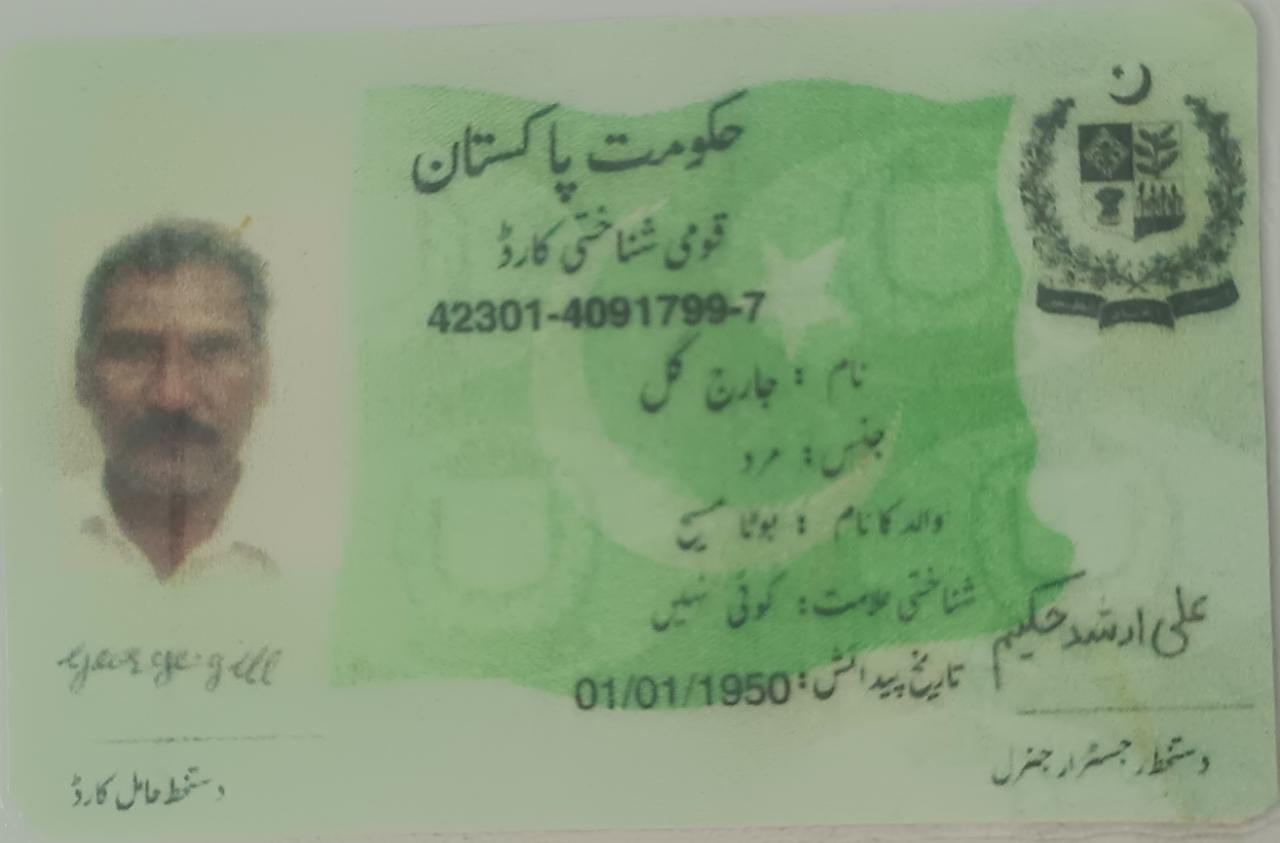 حکومت پاکستان
قومی شناختی کارڈ
42301-4091799-7
نام : جارج گل
جنس : مرد
والد کا نام : بوٹا مسیح
شناختی علامت: کوئی نہیں
تاریخ پیدائش: 01/01/1950
علی ارشد حکیم
دستخط رجسٹرار جنرل
george gill
دستخط حامل کارڈ